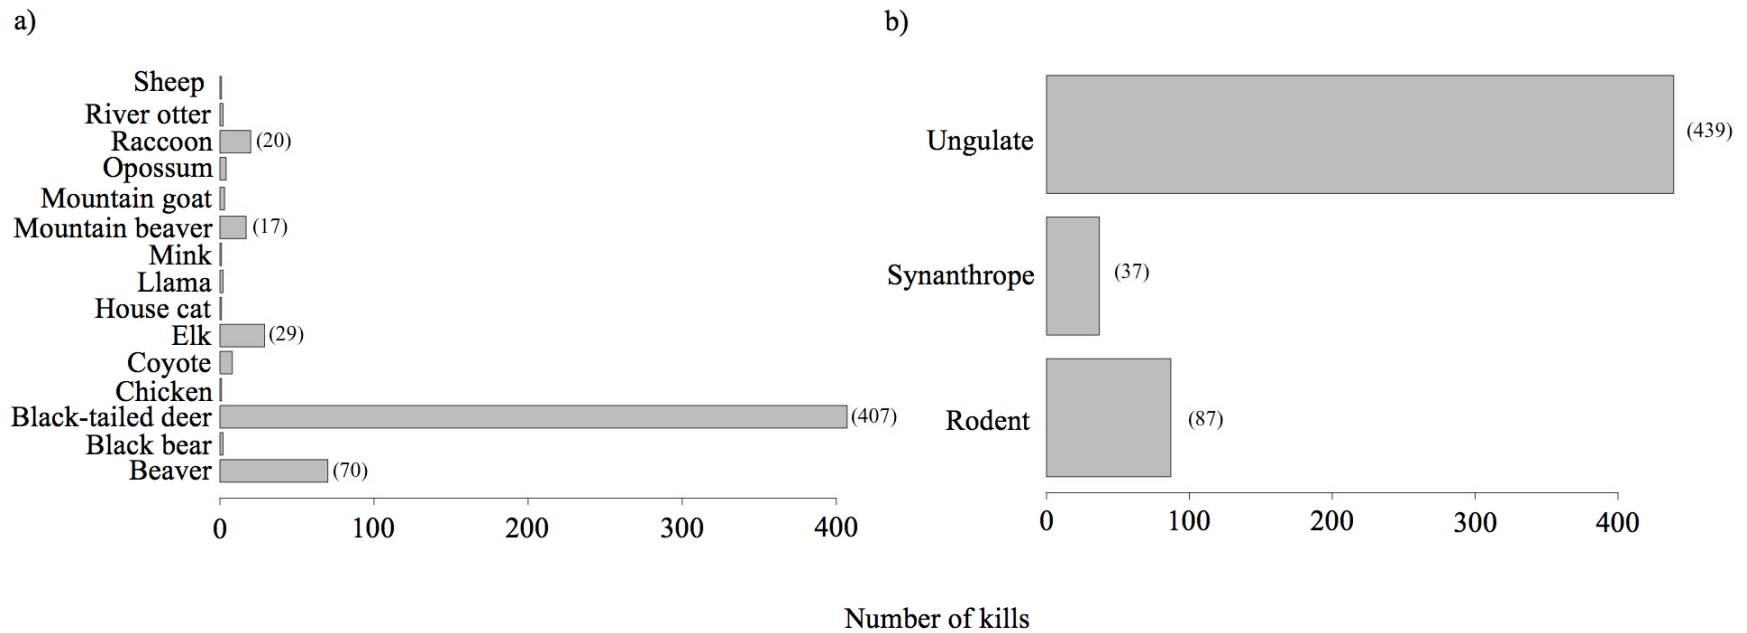 a)
Sheep
River otter
Raccoon (20)
Opossum
Mountain goat
Mountain beaver (17)
Mink
Llama
House cat
Elk (29)
Coyote
Chicken
Black-tailed deer (407)
Black bear
Beaver (70)
0 100 200 300 400
b)
Ungulate (439)
Synanthrope (37)
Rodent (87)
0 100 200 300 400
Number of kills